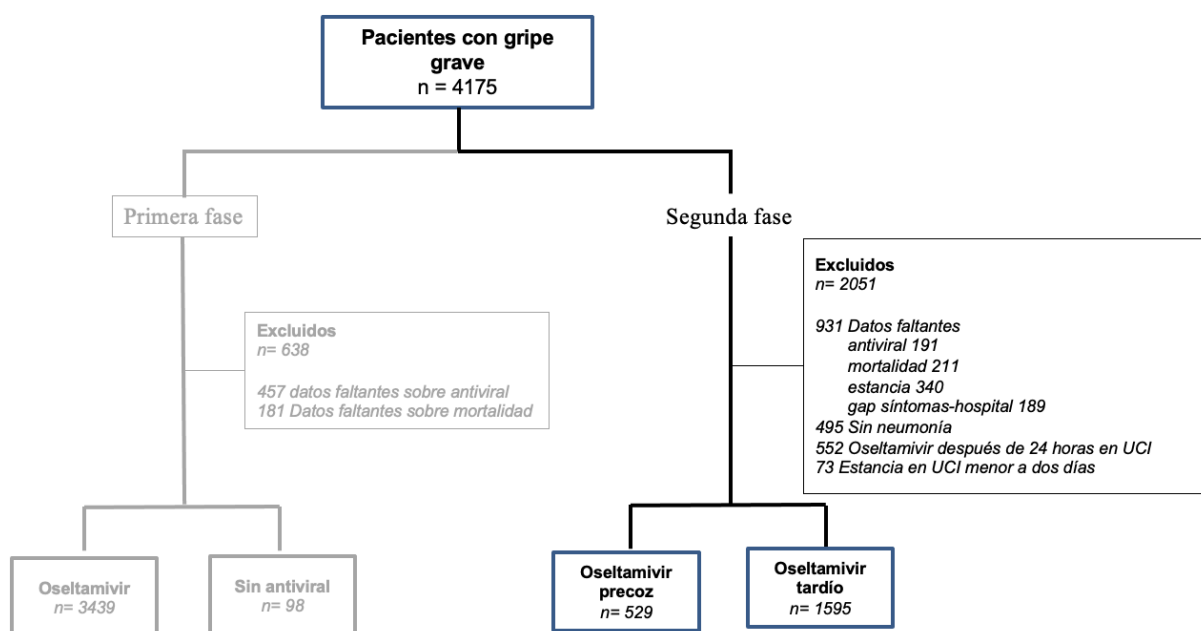 Pacientes con gripe
grave
n = 4175
Primera fase
Excluidos
n= 638
457 datos faltantes sobre antiviral
181 Datos faltantes sobre mortalidad
Oseltamivir
n= 3439
Sin antiviral
n= 98
Segunda fase
Excluidos
n= 2051
931 Datos faltantes
antiviral 191
mortalidad 211
estancia 340
gap síntomas-hospital 189
495 Sin neumonía
552 Oseltamivir después de 24 horas en UCI
73 Estancia en UCI menor a dos días
Oseltamivir
precoz
n= 529
Oseltamivir
tardío
n= 1595